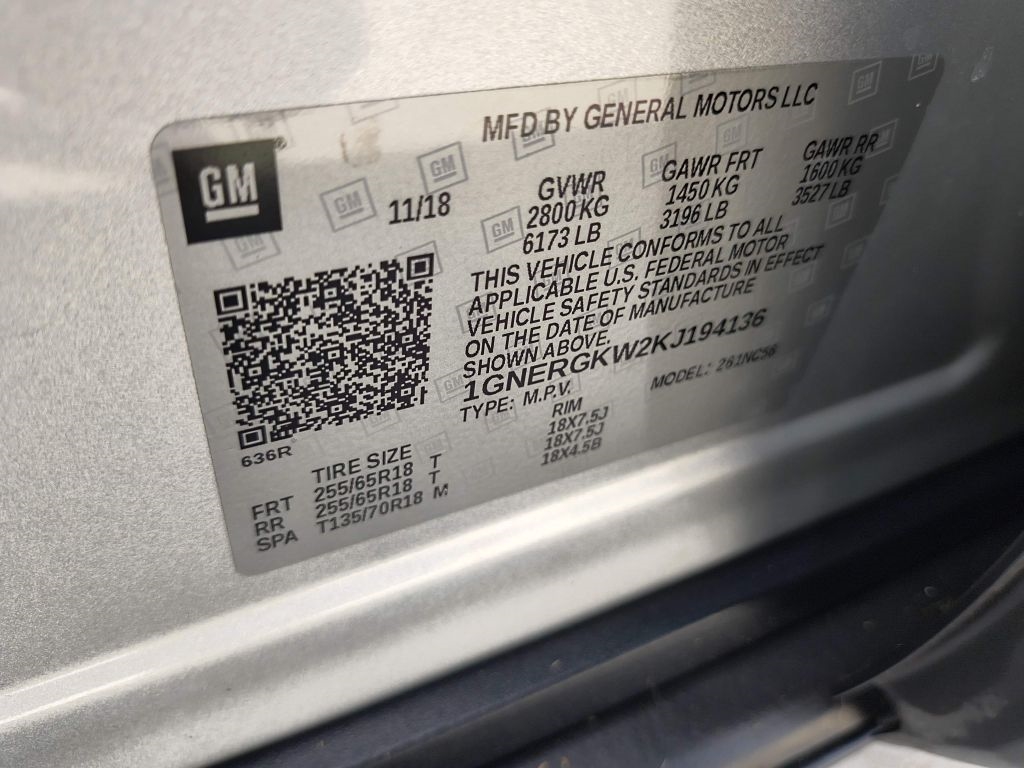 MFD BY GENERAL MOTORS LLC
GM
11/18
GVWR GAWR FRT GAWR RR
2800KG 1450 KG 1600KG
6173 LB 3196 LB 3527 LB
THIS VEHICLE CONFORMS TO ALL
APPLICABLE U.S. FEDERAL MOTOR
VEHICLE SAFETY STANDARDS IN EFFECT
ON THE DATE OF MANUFACTURE
SHOWN ABOVE.
1GNERGKW2KJ194136
TYPE: M.P.V. MODEL: 261NC56
636R
TIRE SIZE RIM
FRT 255/65R18 T 18X7.5J
RR 255/65R18 T 18X7.5J
SPA T135/70R18 M 18X4.5B